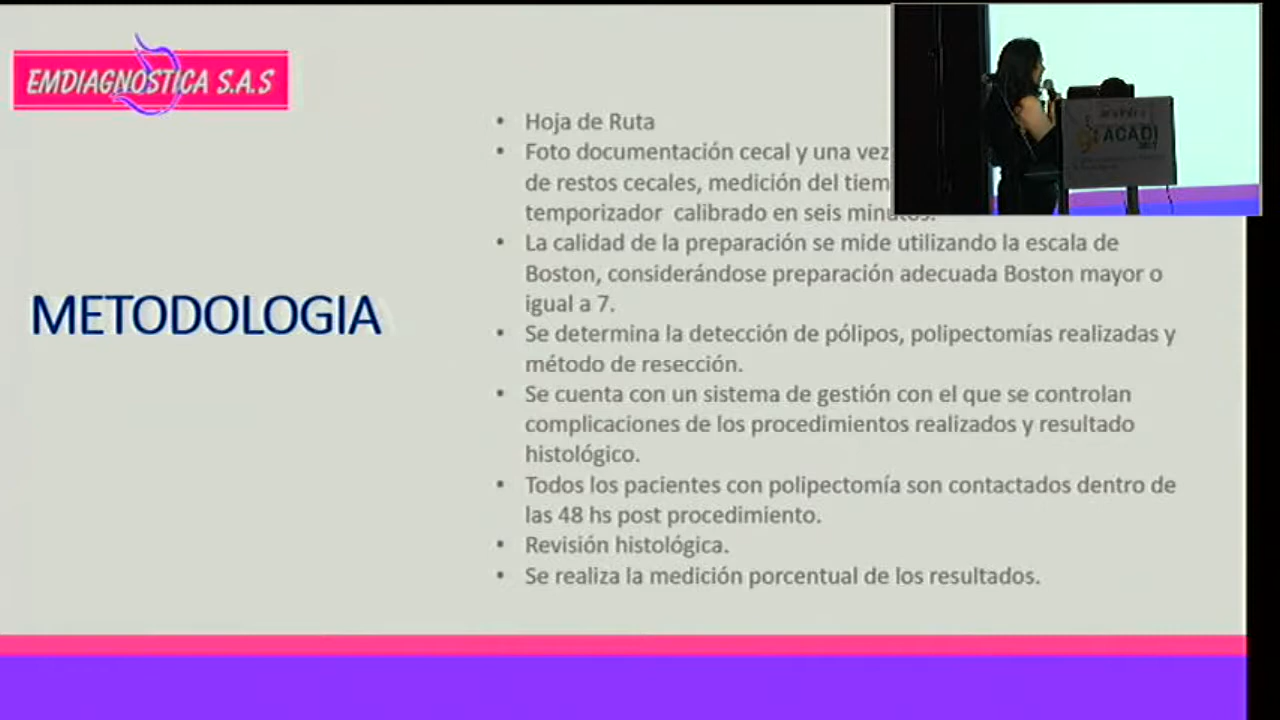 EMDIAGNOSTICA S.A.S
METODOLOGIA
• Hoja de Ruta
• Foto documentación cecal y una vez
de restos cecales, medición del
temporizador calibrado en seis minutos.
• La calidad de la preparación se mide utilizando la escala de
Boston, considerándose preparación adecuada Boston mayor o
igual a 7.
• Se determina la detección de pólipos, polipectomías realizadas y
método de resección.
• Se cuenta con un sistema de gestión con el que se controlan
complicaciones de los procedimientos realizados y resultado
histológico.
• Todos los pacientes con polipectomía son contactados dentro de
las 48 hs post procedimiento.
• Revisión histológica.
• Se realiza la medición porcentual de los resultados.
ACADI